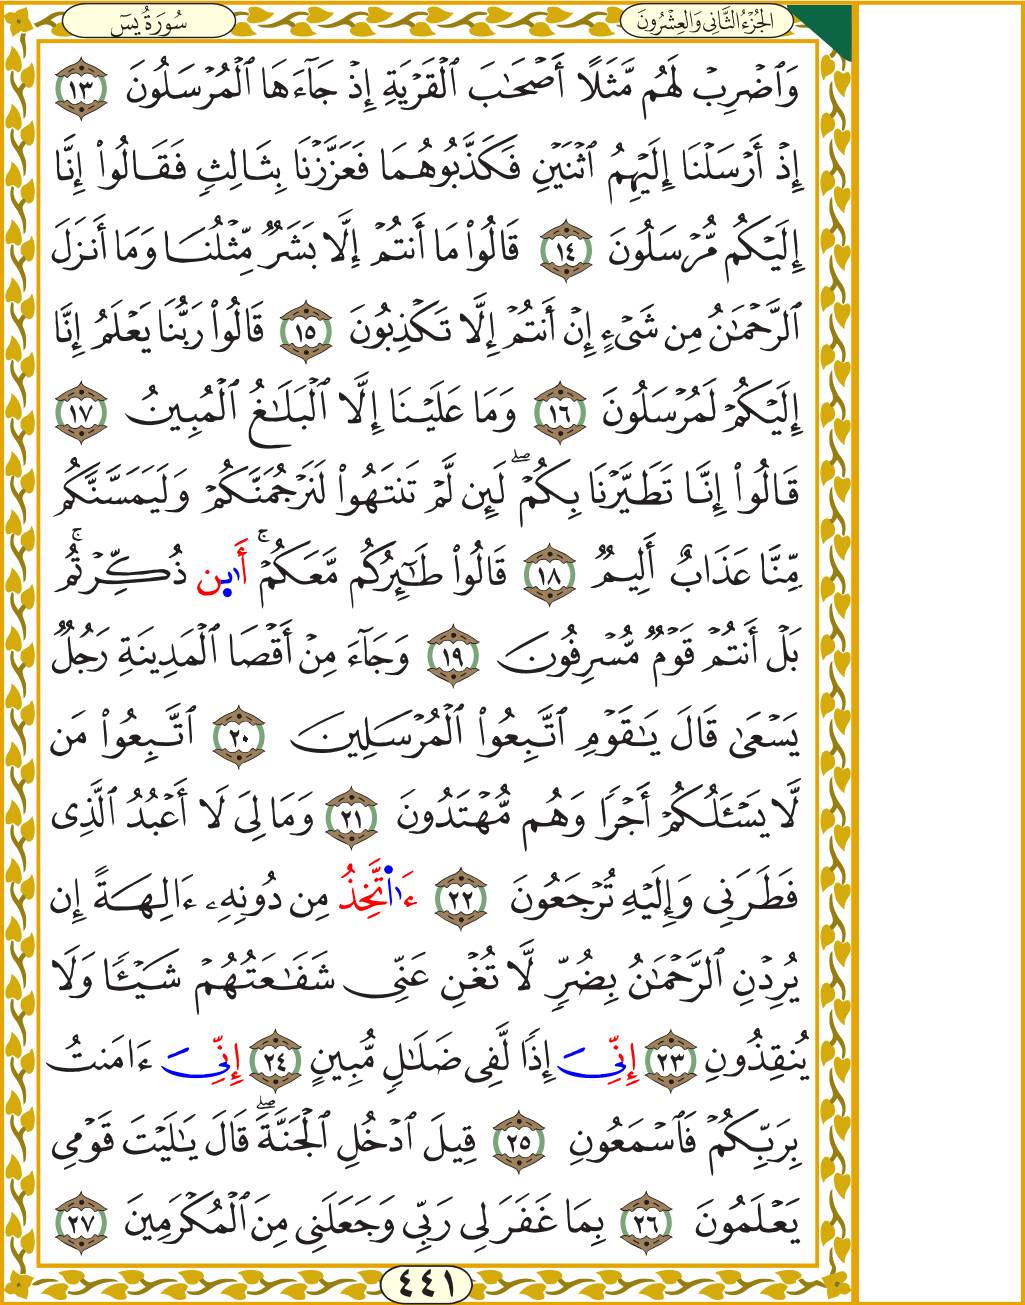 الجُزْءُ الثَّانِي وَالعِشْرُونَ
سُورَةُ يسٓ
وَٱضْرِبْ لَهُم مَّثَلًا أَصْحَٰبَ ٱلْقَرْيَةِ إِذْ جَآءَهَا ٱلْمُرْسَلُونَ ١٣
إِذْ أَرْسَلْنَا إِلَيْهِمُ ٱثْنَيْنِ فَكَذَّبُوهُمَا فَعَزَّزْنَا بِثَالِثٍ فَقَالُوا۟ إِنَّا
إِلَيْكُم مُّرْسَلُونَ ١٤ قَالُوا۟ مَا أَنتُمْ إِلَّا بَشَرٌ مِّثْلُنَا وَمَا أَنزَلَ
ٱلرَّحْمَٰنُ مِن شَىْءٍ إِنْ أَنتُمْ إِلَّا تَكْذِبُونَ ١٥ قَالُوا۟ رَبُّنَا يَعْلَمُ إِنَّا
إِلَيْكُمْ لَمُرْسَلُونَ ١٦ وَمَا عَلَيْنَا إِلَّا ٱلْبَلَٰغُ ٱلْمُبِينُ ١٧
قَالُوا۟ إِنَّا تَطَيَّرْنَا بِكُمْ ۖ لَئِن لَّمْ تَنتَهُوا۟ لَنَرْجُمَنَّكُمْ وَلَيَمَسَّنَّكُم
مِّنَّا عَذَابٌ أَلِيمٌ ١٨ قَالُوا۟ طَٰٓئِرُكُم مَّعَكُمْ ۚ أَٰى۪ن ذُكِّرْتُم ۚ
بَلْ أَنتُمْ قَوْمٌ مُّسْرِفُونَ ١٩ وَجَآءَ مِنْ أَقْصَا ٱلْمَدِينَةِ رَجُلٌ
يَسْعَىٰ قَالَ يَٰقَوْمِ ٱتَّبِعُوا۟ ٱلْمُرْسَلِينَ ٢٠ ٱتَّبِعُوا۟ مَن
لَّا يَسْـَٔلُكُمْ أَجْرًا وَهُم مُّهْتَدُونَ ٢١ وَمَا لِىَ لَا أَعْبُدُ ٱلَّذِى
فَطَرَنِى وَإِلَيْهِ تُرْجَعُونَ ٢٢ ءَٰا۬تَّخِذُ مِن دُونِهِۦ ءَالِهَةً إِن
يُرِدْنِ ٱلرَّحْمَٰنُ بِضُرٍّ لَّا تُغْنِ عَنِّى شَفَٰعَتُهُمْ شَيْـًٔا وَلَا
يُنقِذُونِ ٢٣ إِنِّىَ إِذًا لَّفِى ضَلَٰلٍ مُّبِينٍ ٢٤ إِنِّىَ ءَامَنتُ
بِرَبِّكُمْ فَٱسْمَعُونِ ٢٥ قِيلَ ٱدْخُلِ ٱلْجَنَّةَ ۖ قَالَ يَٰلَيْتَ قَوْمِى
يَعْلَمُونَ ٢٦ بِمَا غَفَرَ لِى رَبِّى وَجَعَلَنِى مِنَ ٱلْمُكْرَمِينَ ٢٧
٤٤١